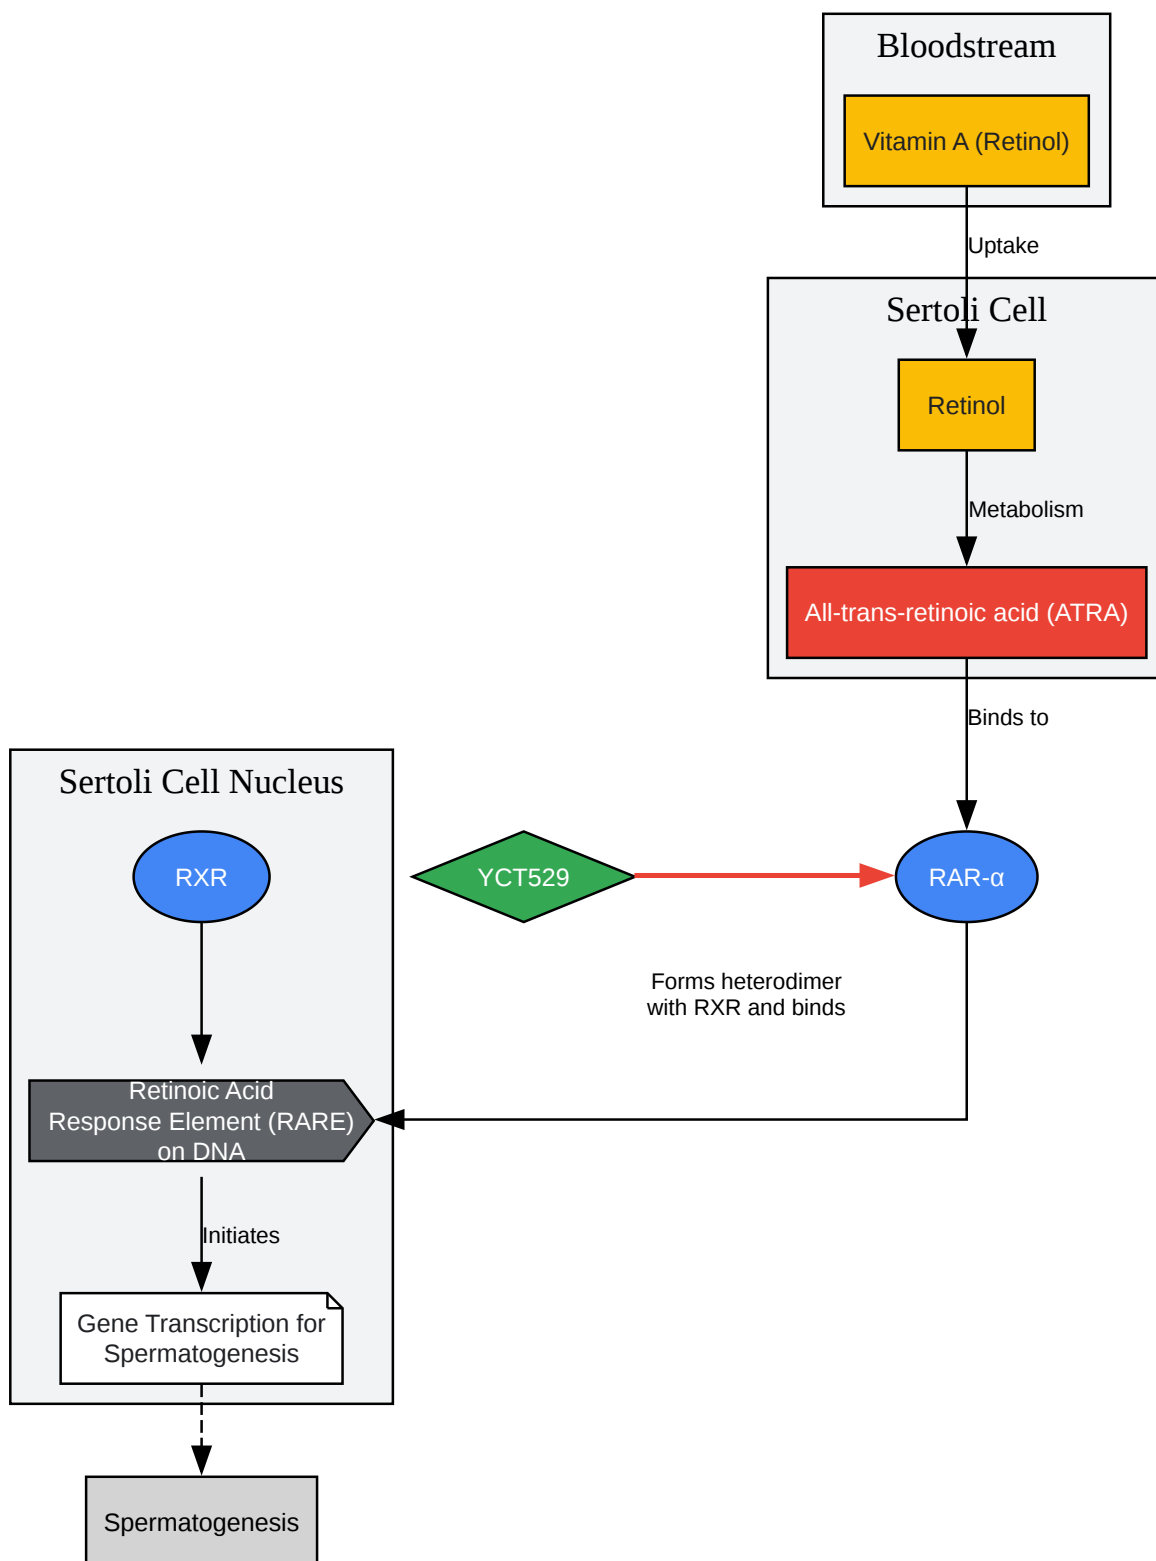 Bloodstream
Vitamin A (Retinol)
Uptake
Sertoli Cell
Retinol
Metabolism
All-trans-retinoic acid (ATRA)
Binds to
Sertoli Cell Nucleus
RXR
YCT529
RAR-α
Forms heterodimer
with RXR and binds
Retinoic Acid
Response Element (RARE)
on DNA
Initiates
Gene Transcription for
Spermatogenesis
Spermatogenesis